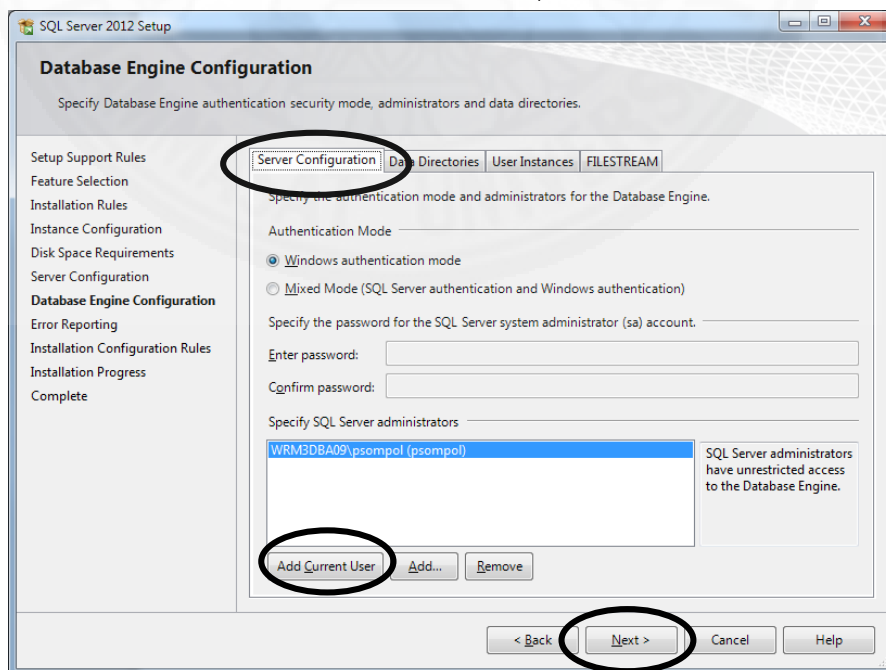 SQL Server 2012 Setup
Database Engine Configuration
Specify Database Engine authentication security mode, administrators and data directories.
Setup Support Rules
Feature Selection
Installation Rules
Instance Configuration
Disk Space Requirements
Server Configuration
Database Engine Configuration
Error Reporting
Installation Configuration Rules
Installation Progress
Complete
Server Configuration Data Directories User Instances FILESTREAM
Specify the authentication mode and administrators for the Database Engine.
Authentication Mode
Windows authentication mode
Mixed Mode (SQL Server authentication and Windows authentication)
Specify the password for the SQL Server system administrator (sa) account.
Enter password:
Confirm password:
Specify SQL Server administrators
WRM3DBA09\psompol (psompol)
SQL Server administrators
have unrestricted access
to the Database Engine.
Add Current User Add... Remove
< Back Next > Cancel Help